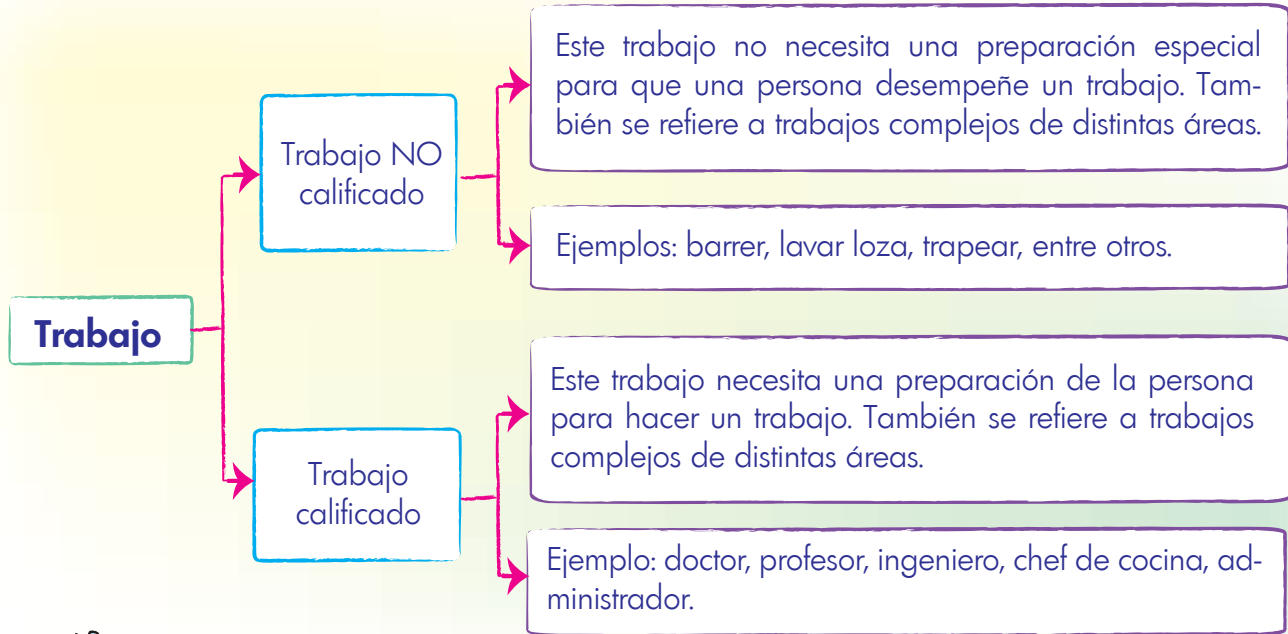 Este trabajo no necesita una preparación especial
para que una persona desempeñe un trabajo. Tam-
bién se refiere a trabajos complejos de distintas áreas.
Trabajo NO
calificado
Ejemplos: barrer, lavar loza, trapear, entre otros.
Trabajo
Este trabajo necesita una preparación de la persona
para hacer un trabajo. También se refiere a trabajos
complejos de distintas áreas.
Trabajo
calificado
Ejemplo: doctor, profesor, ingeniero, chef de cocina, ad-
ministrador.